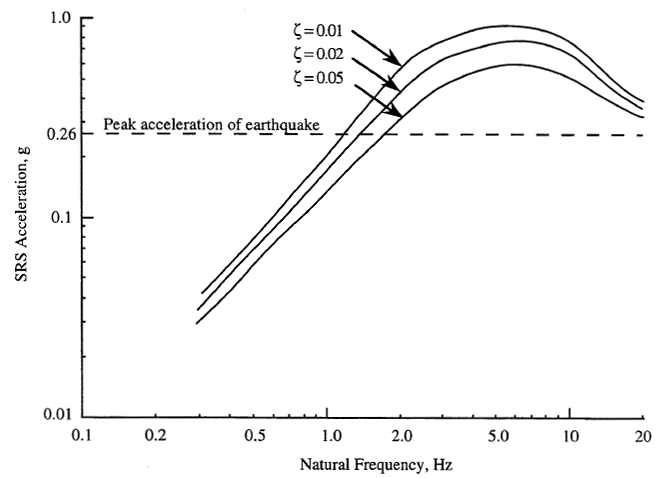 1.0
ζ = 0.01
ζ = 0.02
ζ = 0.05
Peak acceleration of earthquake
0.26
SRS Acceleration, g
0.1
0.01
0.1 0.2 0.5 1.0 2.0 5.0 10 20
Natural Frequency, Hz